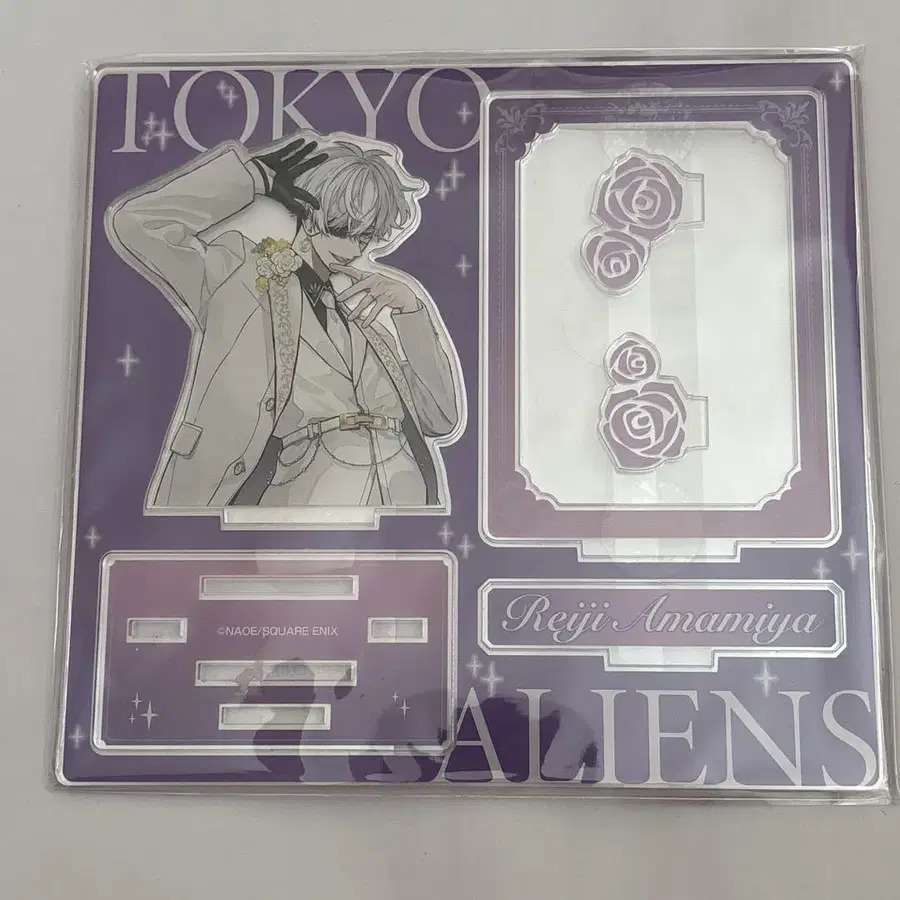 TOKYO
©NAOE/SQUARE ENIX
Reiji Amamiya
ALIENS